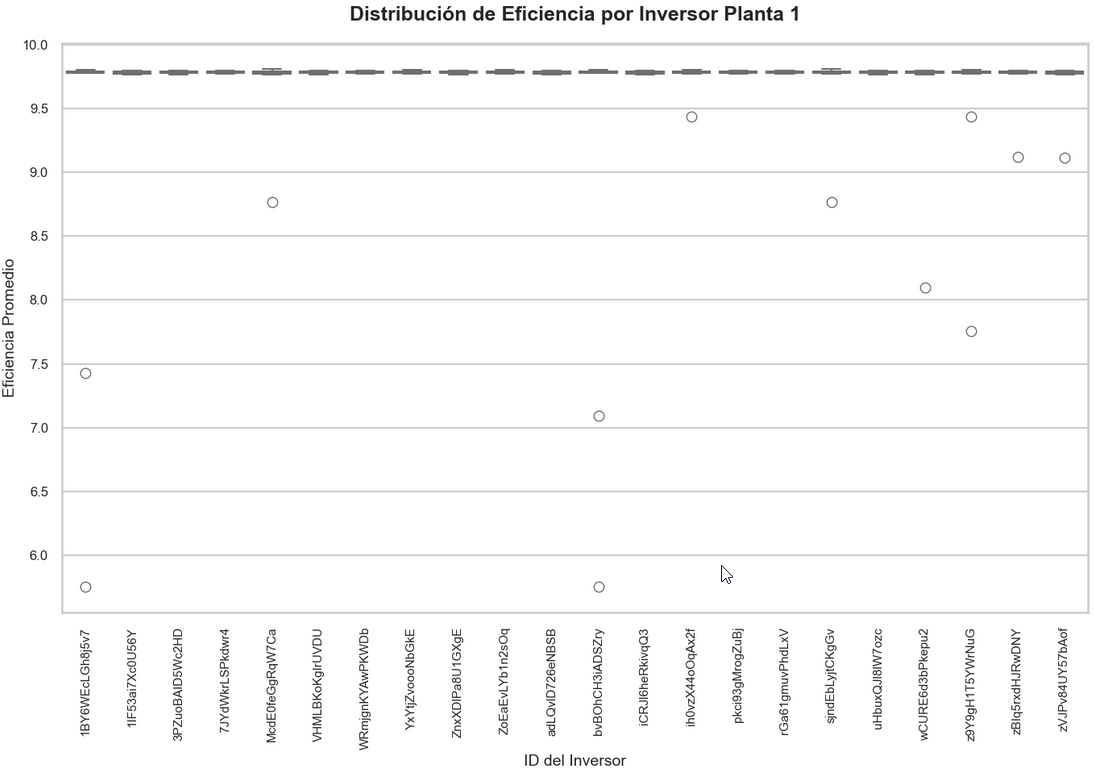 Distribución de Eficiencia por Inversor Planta 1
10.0
9.5
9.0
8.5
8.0
7.5
7.0
6.5
6.0
Eficiencia Promedio
1BY6WEcLGh8j5v7
1IF53ai7Xc0U56Y
3PZuoBAID5Wc2HD
7JYdWkrLSPkdwr4
McdE0feGgRqW7Ca
VHMLBKoKgIrUVDU
WRmjgnKYAwPKWDb
YxYtjZvoooNbGkE
ZnxXDlPa8U1GXgE
ZoEaEvLYb1n2sOq
adLQvlD726eNBSB
bvBOhCH3iADSZry
iCRJl6heRkivqQ3
ih0vzX44oOqAx2f
pkci93gMrogZuBj
rGa61gmuvPhdLxV
sjndEbLyjtCKgGv
uHbuxQJl8lW7ozc
wCURE6d3bPkepu2
z9Y9gH1T5YWrNuG
zBIq5rxdHJRwDNY
zVJPv84UY57bAof
ID del Inversor